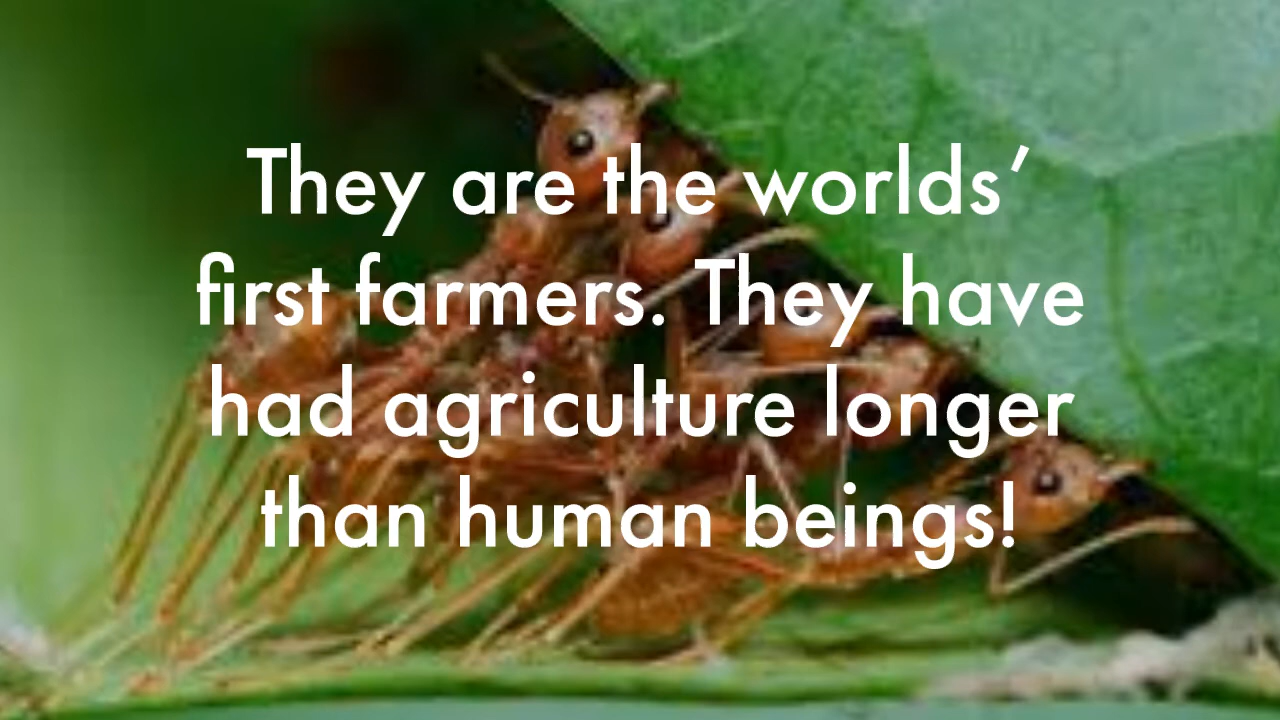 They are the worlds’
first farmers. They have
had agriculture longer
than human beings!